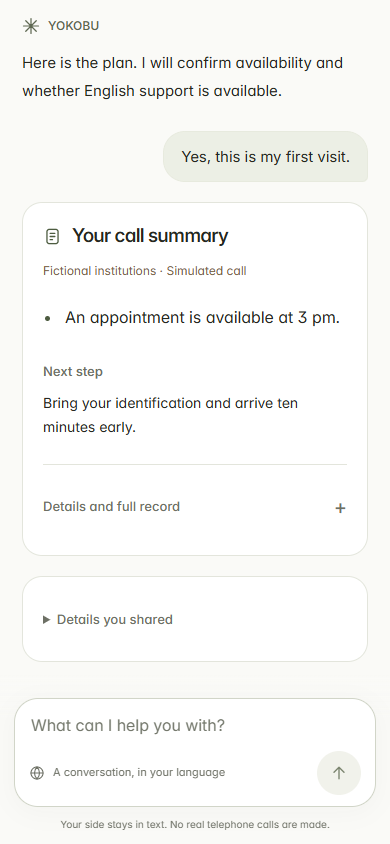 YOKOBU
Here is the plan. I will confirm availability and
whether English support is available.
Yes, this is my first visit.
Your call summary
Fictional institutions · Simulated call
• An appointment is available at 3 pm.
Next step
Bring your identification and arrive ten
minutes early.
Details and full record +
▶ Details you shared
What can I help you with?
A conversation, in your language
Your side stays in text. No real telephone calls are made.